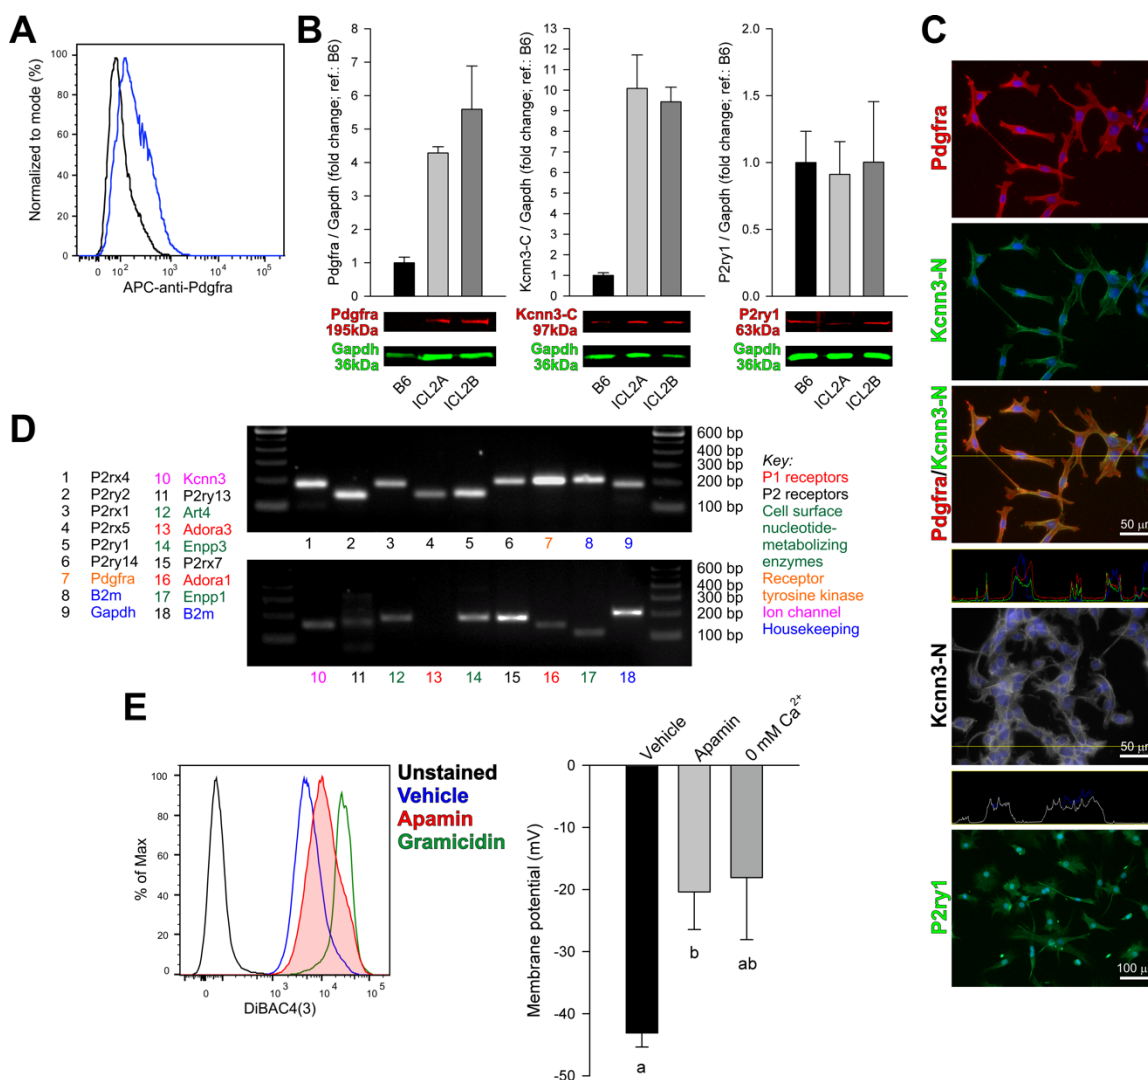 A
Normalized to mode (%)
100
80
60
40
20
0
0
10²
10³
10⁴
10⁵
APC-anti-Pdgfra
B
Pdgfra / Gapdh (fold change; ref.: B6)
8
7
6
5
4
3
2
1
0
Kcnn3-C / Gapdh (fold change; ref.: B6)
13
12
11
10
9
8
7
6
5
4
3
2
1
0
P2ry1 / Gapdh (fold change; ref.: B6)
2.0
1.5
1.0
0.5
0.0
Pdgfra
195kDa
Gapdh
36kDa
B6
ICL2A
ICL2B
Kcnn3-C
97kDa
Gapdh
36kDa
B6
ICL2A
ICL2B
P2ry1
63kDa
Gapdh
36kDa
B6
ICL2A
ICL2B
C
Pdgfra
Kcnn3-N
Pdgfra/Kcnn3-N
50
Kcnn3-N
50
P2ry1
100
D
1 P2rx4
2 P2ry2
3 P2rx1
4 P2rx5
5 P2ry1
6 P2ry14
7 Pdgfra
8 B2m
9 Gapdh
10 Kcnn3
11 P2ry13
12 Art4
13 Adora3
14 Enpp3
15 P2rx7
16 Adora1
17 Enpp1
18 B2m
600 bp
400 bp
300 bp
200 bp
100 bp
1 2 3 4 5 6 7 8 9
600 bp
400 bp
300 bp
200 bp
100 bp
10 11 12 13 14 15 16 17 18
Key:
P1 receptors
P2 receptors
Cell surface
nucleotide-
metabolizing
enzymes
Receptor
tyrosine kinase
Ion channel
Housekeeping
E
% of Max
100
80
60
40
20
0
0
10³
10⁴
10⁵
DiBAC4(3)
Unstained
Vehicle
Apamin
Gramicidin
Vehicle
Apamin
0 mM Ca²⁺
Membrane potential (mV)
0
-10
-20
-30
-40
-50
a
b
ab